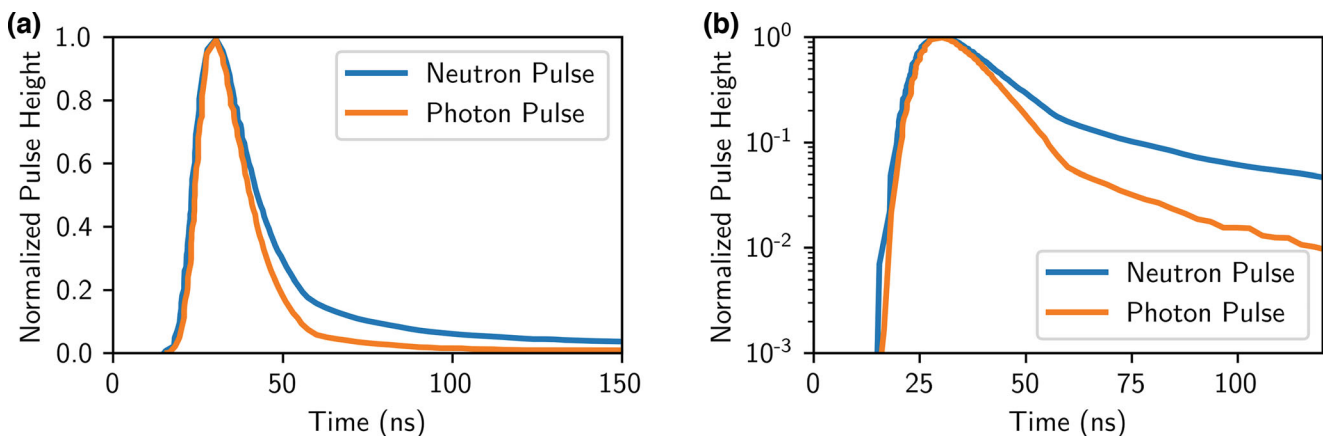 (a)
Normalized Pulse Height
1.0
0.8
0.6
0.4
0.2
0.0
Neutron Pulse
Photon Pulse
0 50 100 150
Time (ns)
(b)
Normalized Pulse Height
10⁰
10⁻¹
10⁻²
10⁻³
Neutron Pulse
Photon Pulse
0 25 50 75 100
Time (ns)